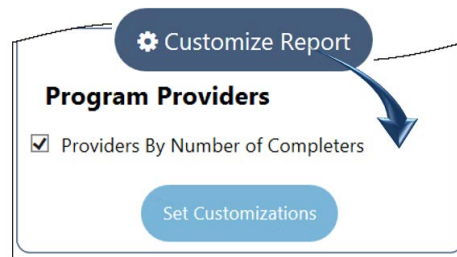 Customize Report
Program Providers
Providers By Number of Completers
Set Customizations